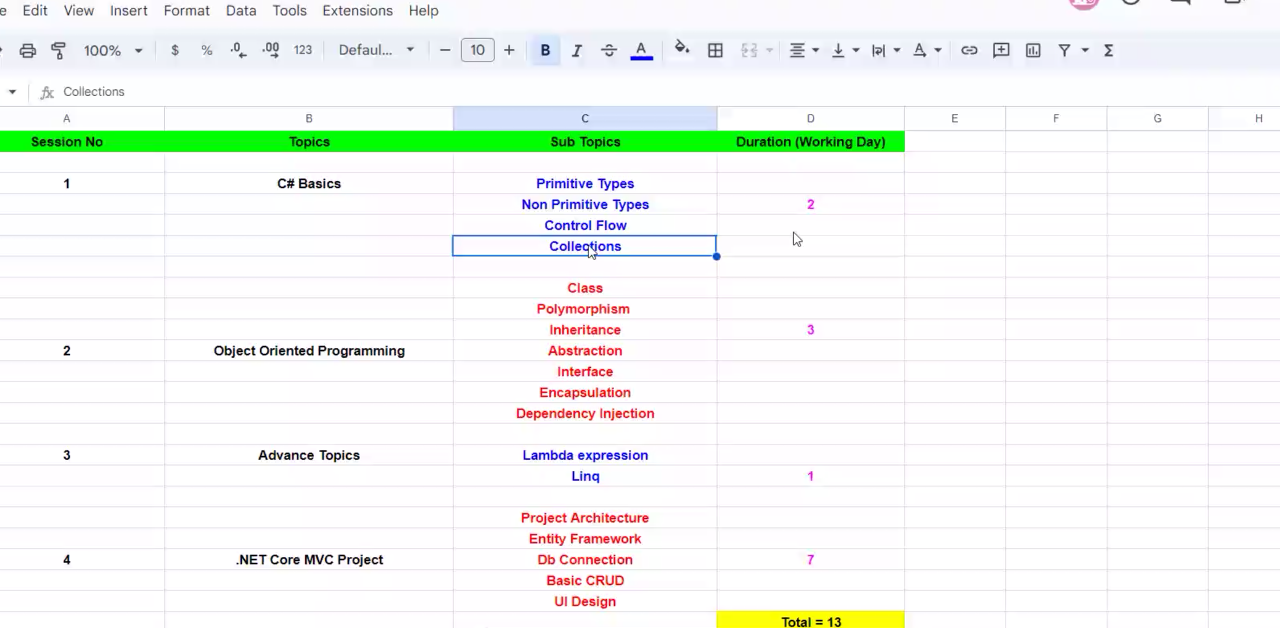 e Edit View Insert Format Data Tools Extensions Help
100% $ % .0 .00 123 Defaul... − 10 + B I S A Σ
fx Collections
A B C D E F G H
Session No Topics Sub Topics Duration (Working Day)
1 C# Basics Primitive Types
Non Primitive Types 2
Control Flow
Collections
Class
Polymorphism
Inheritance 3
2 Object Oriented Programming Abstraction
Interface
Encapsulation
Dependency Injection
3 Advance Topics Lambda expression
Linq 1
Project Architecture
Entity Framework
4 .NET Core MVC Project Db Connection 7
Basic CRUD
UI Design
Total = 13